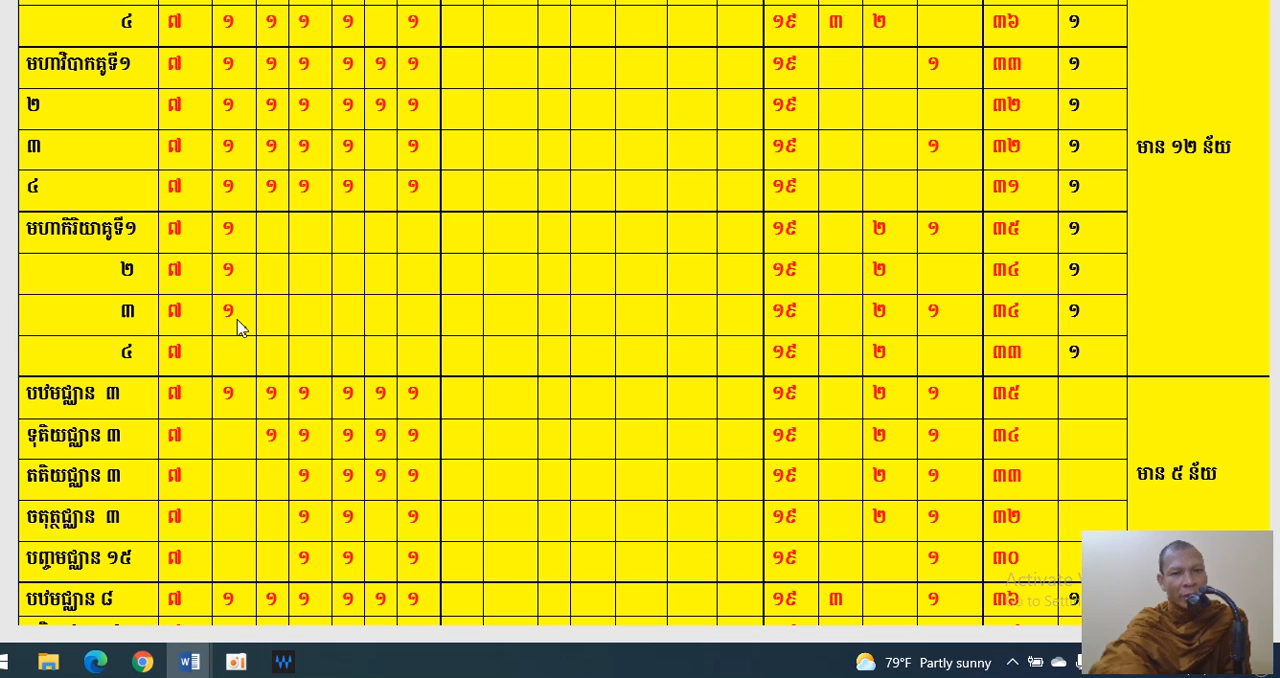 ៤ ៧ ១ ១ ១ ១ ១ ១៩ ៣ ២ ៣៦ ១
មហាវិបាកគូទី១ ៧ ១ ១ ១ ១ ១ ១ ១៩ ១ ៣៣ ១
២ ៧ ១ ១ ១ ១ ១ ១ ១៩ ៣២ ១
៣ ៧ ១ ១ ១ ១ ១ ១៩ ១ ៣២ ១ មាន ១២ ន័យ
៤ ៧ ១ ១ ១ ១ ១ ១៩ ៣១ ១
មហាកិរិយាគូទី១ ៧ ១ ១៩ ២ ១ ៣៥ ១
២ ៧ ១ ១៩ ២ ៣៤ ១
៣ ៧ ១ ១៩ ២ ១ ៣៤ ១
៤ ៧ ១៩ ២ ៣៣ ១
បឋមជ្ឈាន ៣ ៧ ១ ១ ១ ១ ១ ១ ១៩ ២ ១ ៣៥
ទុតិយជ្ឈាន ៣ ៧ ១ ១ ១ ១ ១ ១៩ ២ ១ ៣៤
តតិយជ្ឈាន ៣ ៧ ១ ១ ១ ១ ១៩ ២ ១ ៣៣ មាន ៥ ន័យ
ចតុត្ថជ្ឈាន ៣ ៧ ១ ១ ១ ១៩ ២ ១ ៣២
បញ្ចមជ្ឈាន ១៥ ៧ ១ ១ ១ ១៩ ១ ៣០
បឋមជ្ឈាន ៨ ៧ ១ ១ ១ ១ ១ ១ ១៩ ៣ ១ ៣៦ ១
79°F Partly sunny